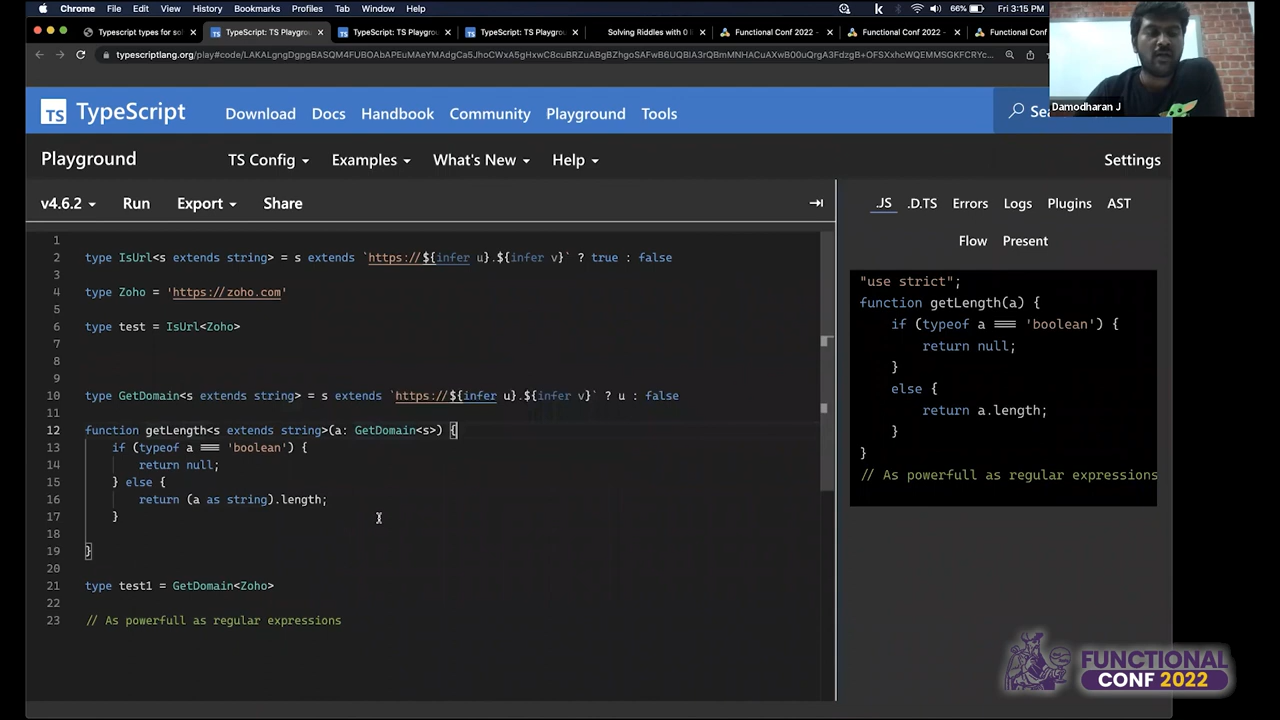 Chrome File Edit View History Bookmarks Profiles Tab Window Help 66% Fri 3:15 PM
Typescript types for sol TypeScript: TS Playgrou TypeScript: TS Playgrou TypeScript: TS Playgrou Solving Riddles with 0 l Functional Conf 2022 - Functional Conf 2022 - Functional Conf
Damodharan J
TS TypeScript Download Docs Handbook Community Playground Tools Sea
Playground TS Config Examples What's New Help Settings
v4.6.2 Run Export Share
.JS .D.TS Errors Logs Plugins AST
Flow Present
1
2 type IsUrl<s extends string> = s extends `https://${infer u}.${infer v}` ? true : false
3
4 type Zoho = 'https://zoho.com'
5
6 type test = IsUrl<Zoho>
7
8
9
10 type GetDomain<s extends string> = s extends `https://${infer u}.${infer v}` ? u : false
11
12 function getLength<s extends string>(a: GetDomain<s>) {
13 if (typeof a === 'boolean') {
14 return null;
15 } else {
16 return (a as string).length;
17 }
18
19 }
20
21 type test1 = GetDomain<Zoho>
22
23 // As powerfull as regular expressions
"use strict";
function getLength(a) {
if (typeof a === 'boolean') {
return null;
}
else {
return a.length;
}
}
// As powerfull as regular expressions
FUNCTIONAL
CONF 2022